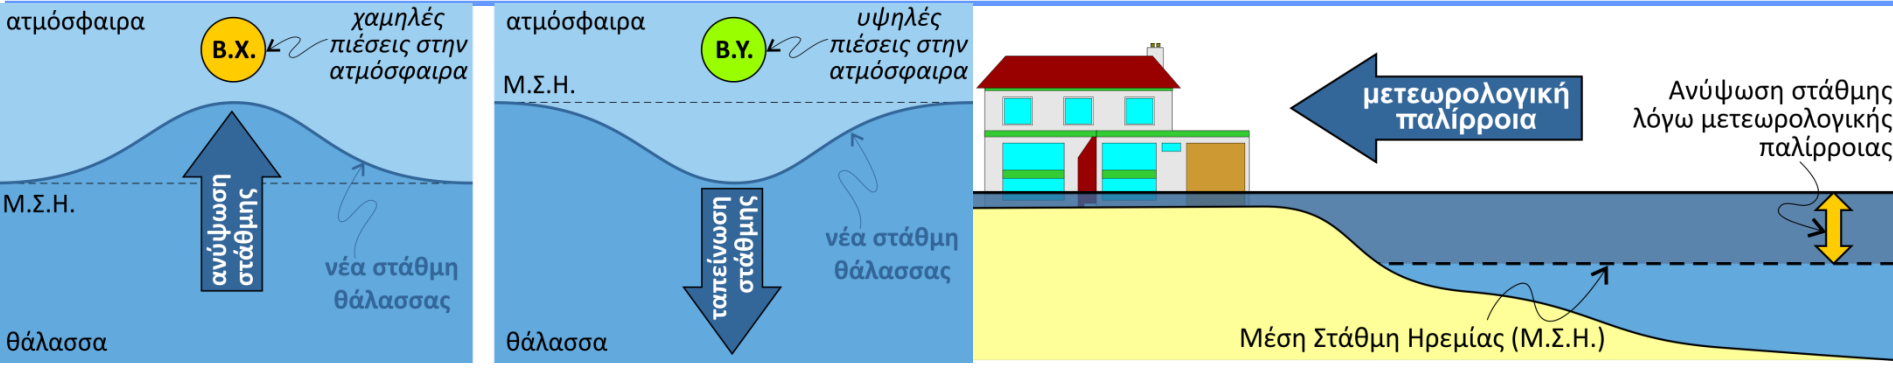 ατμόσφαιρα
Β.Χ.
χαμηλές
πιέσεις στην
ατμόσφαιρα
Μ.Σ.Η.
ανύψωση
στάθμης
νέα στάθμη
θάλασσας
θάλασσα
ατμόσφαιρα
Β.Υ.
υψηλές
πιέσεις στην
ατμόσφαιρα
Μ.Σ.Η.
ταπείνωση
στάθμης
νέα στάθμη
θάλασσας
θάλασσα
μετεωρολογική
παλίρροια
Ανύψωση στάθμης
λόγω μετεωρολογικής
παλίρροιας
Μέση Στάθμη Ηρεμίας (Μ.Σ.Η.)